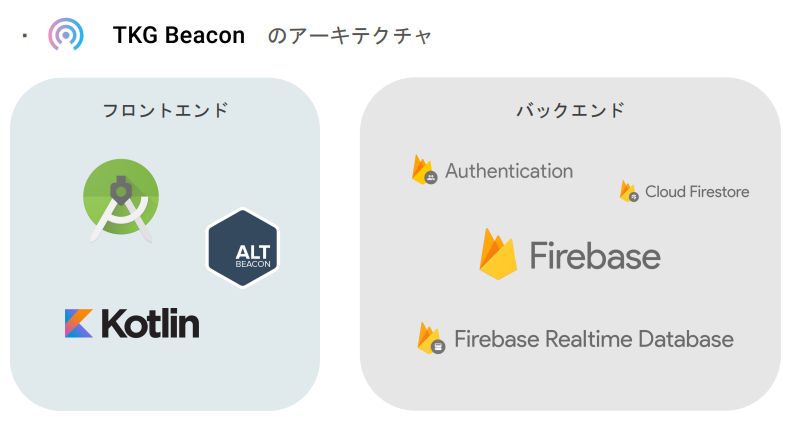 ・ TKG Beacon のアーキテクチャ
フロントエンド
ALT
BEACON
Kotlin
バックエンド
Authentication
Cloud Firestore
Firebase
Firebase Realtime Database